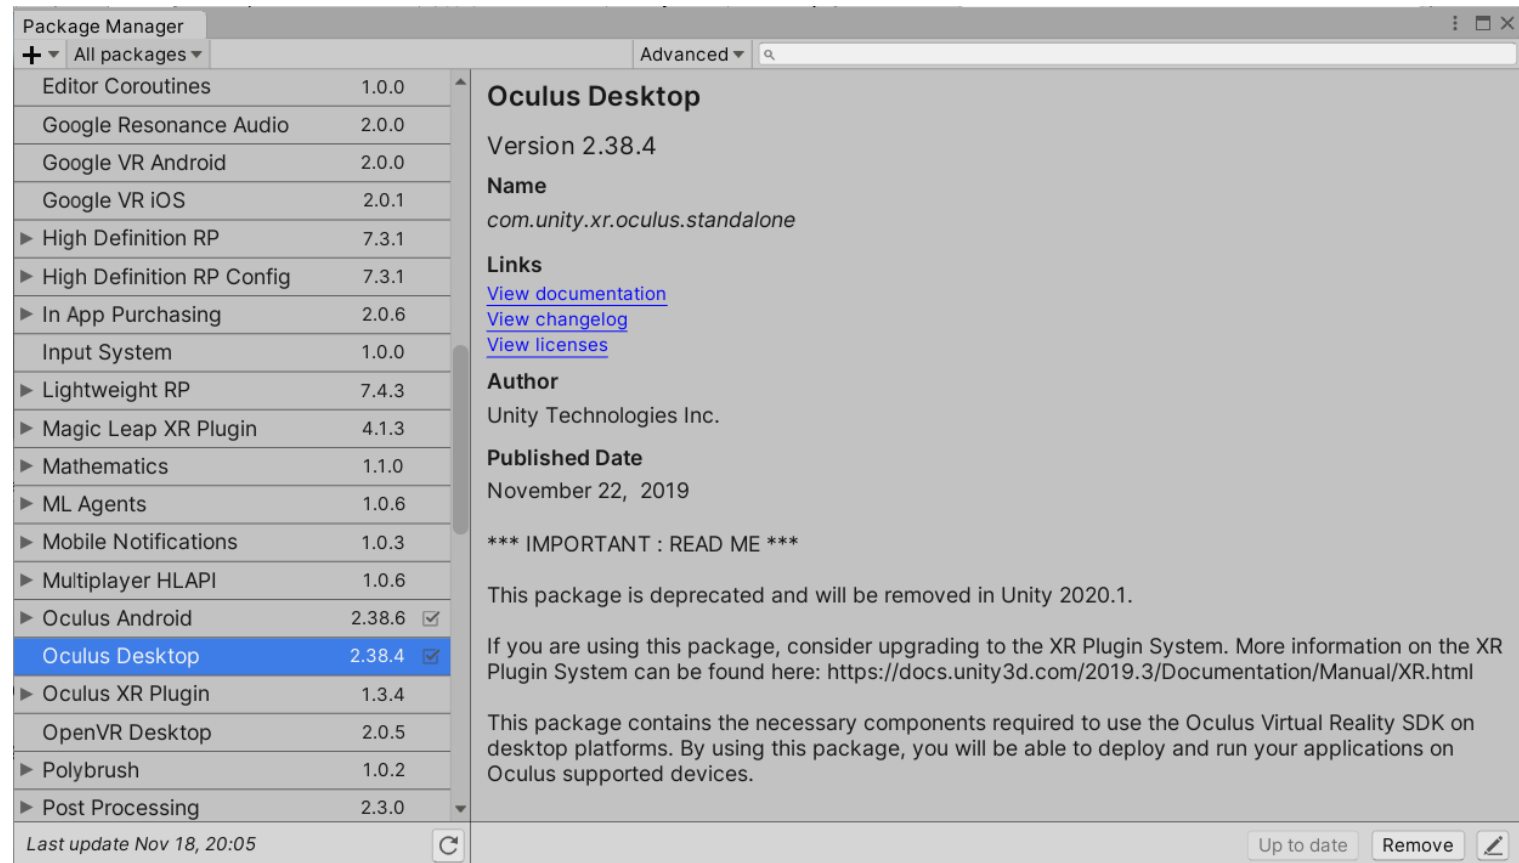 Package Manager
+ All packages
Advanced
Editor Coroutines 1.0.0
Google Resonance Audio 2.0.0
Google VR Android 2.0.0
Google VR iOS 2.0.1
High Definition RP 7.3.1
High Definition RP Config 7.3.1
In App Purchasing 2.0.6
Input System 1.0.0
Lightweight RP 7.4.3
Magic Leap XR Plugin 4.1.3
Mathematics 1.1.0
ML Agents 1.0.6
Mobile Notifications 1.0.3
Multiplayer HLAPI 1.0.6
Oculus Android 2.38.6
Oculus Desktop 2.38.4
Oculus XR Plugin 1.3.4
OpenVR Desktop 2.0.5
Polybrush 1.0.2
Post Processing 2.3.0
Last update Nov 18, 20:05
Oculus Desktop
Version 2.38.4
Name
com.unity.xr.oculus.standalone
Links
View documentation
View changelog
View licenses
Author
Unity Technologies Inc.
Published Date
November 22, 2019
*** IMPORTANT : READ ME ***
This package is deprecated and will be removed in Unity 2020.1.
If you are using this package, consider upgrading to the XR Plugin System. More information on the XR
Plugin System can be found here: https://docs.unity3d.com/2019.3/Documentation/Manual/XR.html
This package contains the necessary components required to use the Oculus Virtual Reality SDK on
desktop platforms. By using this package, you will be able to deploy and run your applications on
Oculus supported devices.
Up to date
Remove